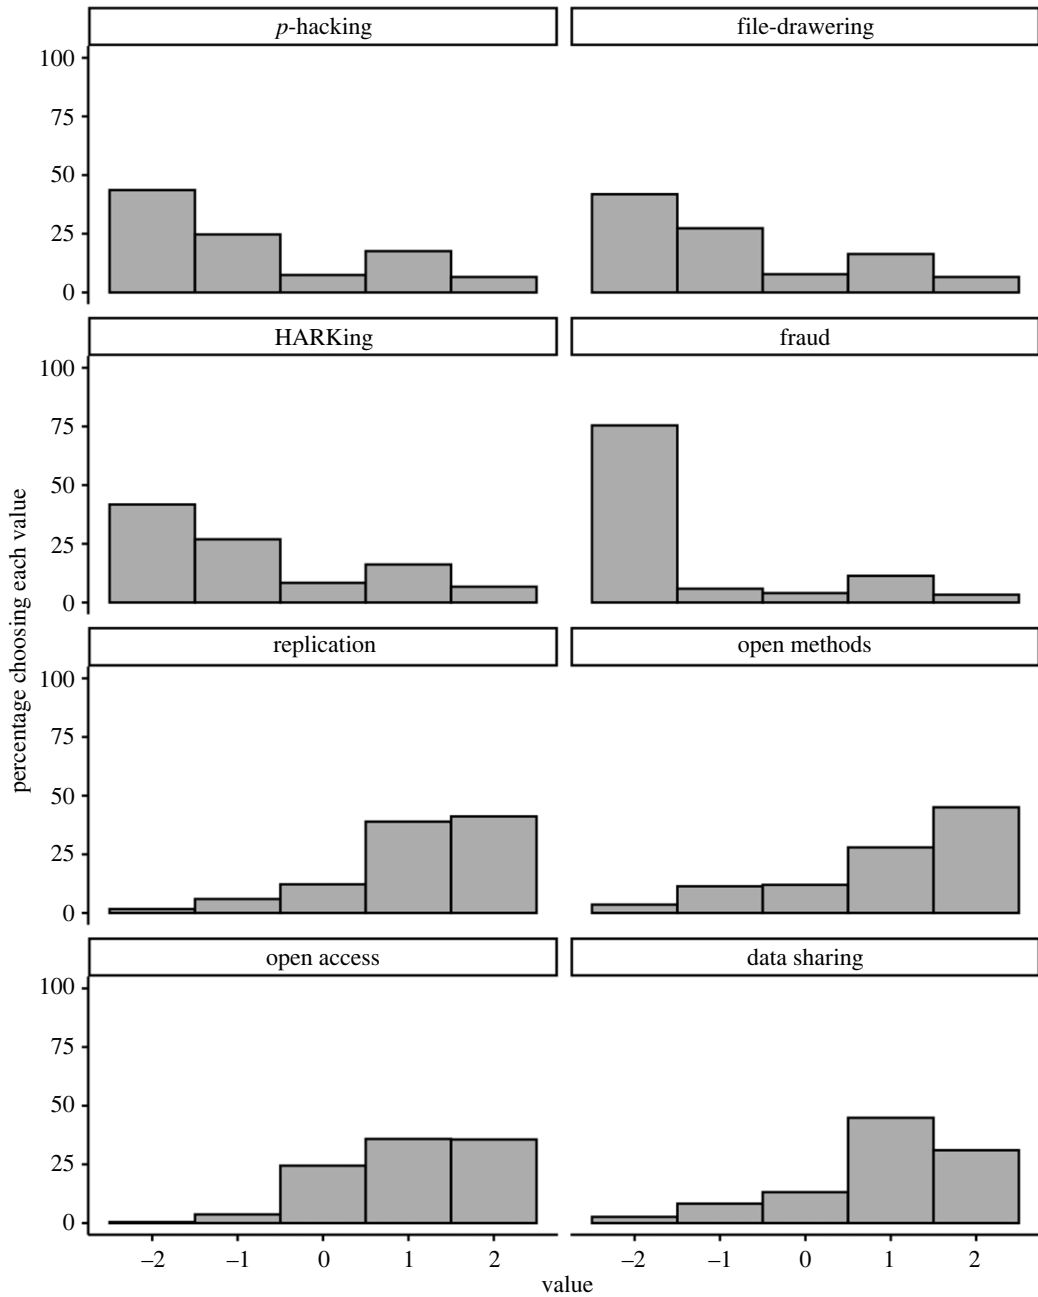 p-hacking
file-drawering
100
75
50
25
0
HARKing
fraud
100
75
50
25
0
replication
open methods
100
75
50
25
0
open access
data sharing
100
75
50
25
0
–2 –1 0 1 2
–2 –1 0 1 2
value
percentage choosing each value